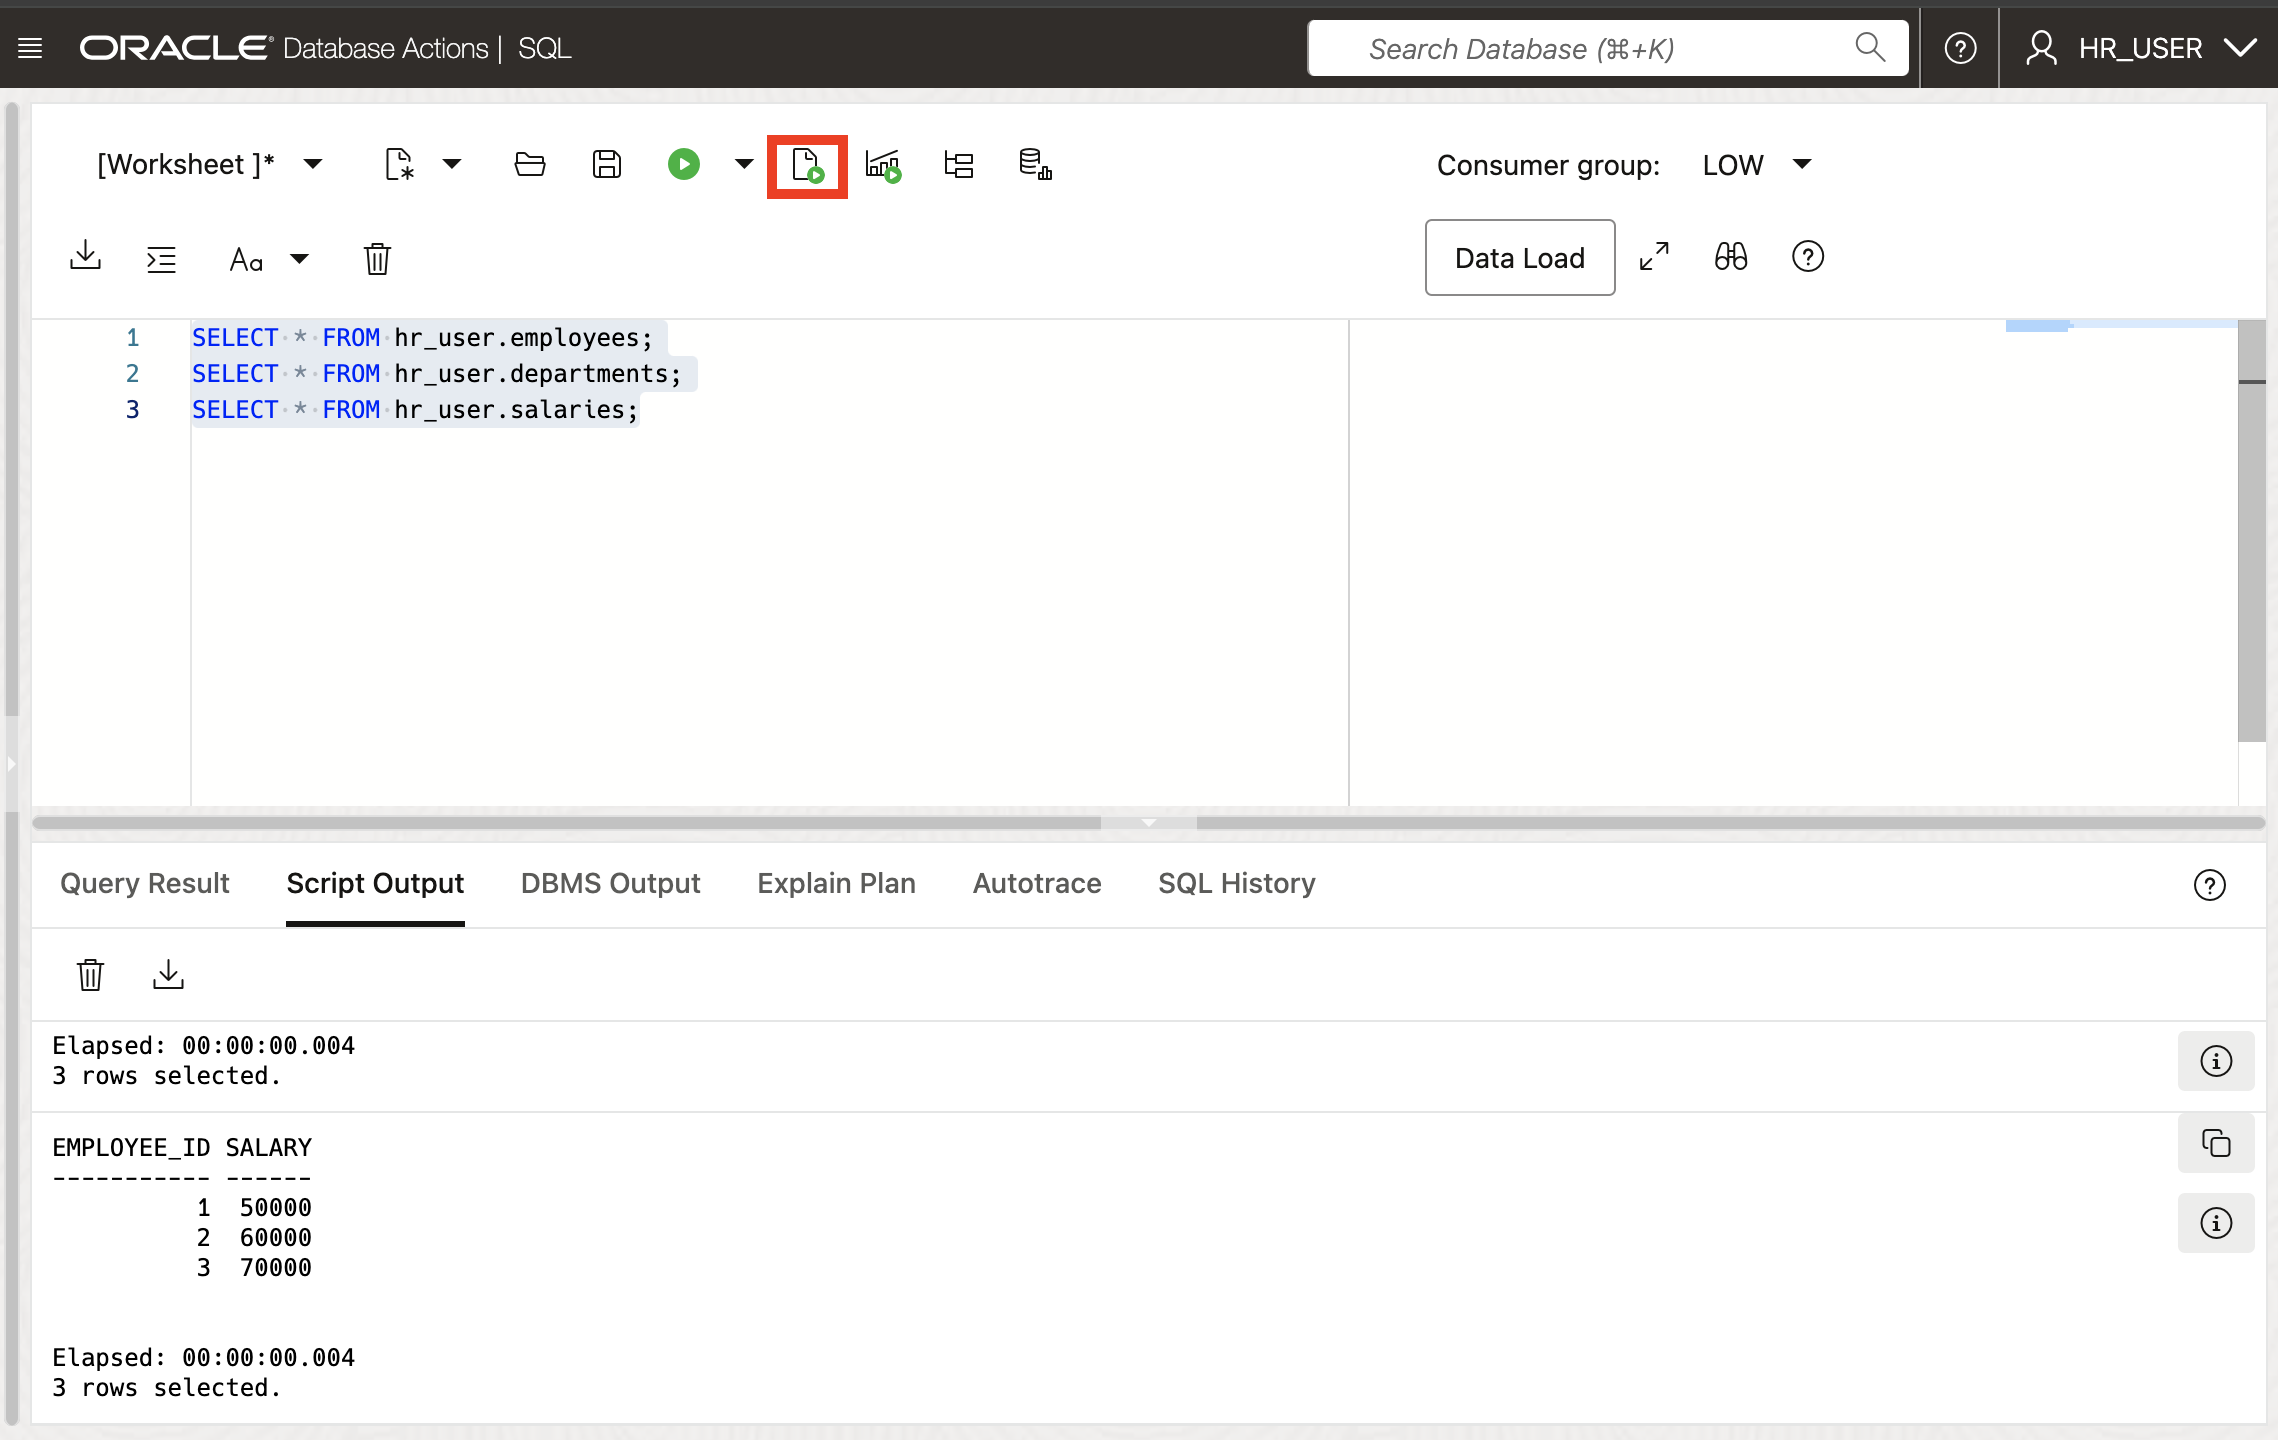 ORACLE Database Actions | SQL
Search Database (⌘+K)
HR_USER
[Worksheet ]*
Consumer group: LOW
Aa
Data Load
1 SELECT * FROM hr_user.employees;
2 SELECT * FROM hr_user.departments;
3 SELECT * FROM hr_user.salaries;
Query Result Script Output DBMS Output Explain Plan Autotrace SQL History
Elapsed: 00:00:00.004
3 rows selected.
EMPLOYEE_ID SALARY
----------- ------
1 50000
2 60000
3 70000
Elapsed: 00:00:00.004
3 rows selected.